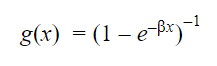 g(x) = (1 – e^{–βx})^{–1}